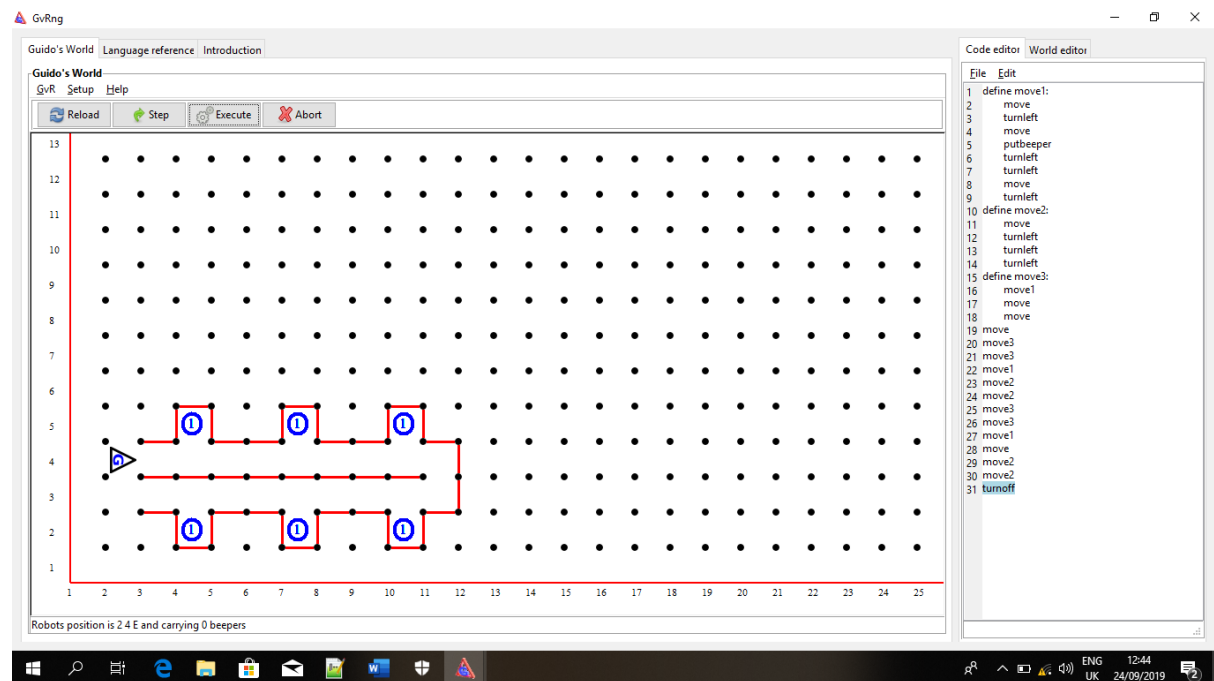 GvRng
Guido's World Language reference Introduction
Guido's World
GvR Setup Help
Reload Step Execute Abort
13
12
11
10
9
8
7
6
5
4
3
2
1
1 1 1
G
1 1 1
1 2 3 4 5 6 7 8 9 10 11 12 13 14 15 16 17 18 19 20 21 22 23 24 25
Robots position is 2 4 E and carrying 0 beepers
Code editor World editor
File Edit
1 define move1:
2 move
3 turnleft
4 move
5 putbeeper
6 turnleft
7 turnleft
8 move
9 turnleft
10 define move2:
11 move
12 turnleft
13 turnleft
14 turnleft
15 define move3:
16 move1
17 move
18 move
19 move
20 move3
21 move3
22 move1
23 move2
24 move2
25 move3
26 move3
27 move1
28 move
29 move2
30 move2
31 turnoff
ENG 12:44
UK 24/09/2019
2